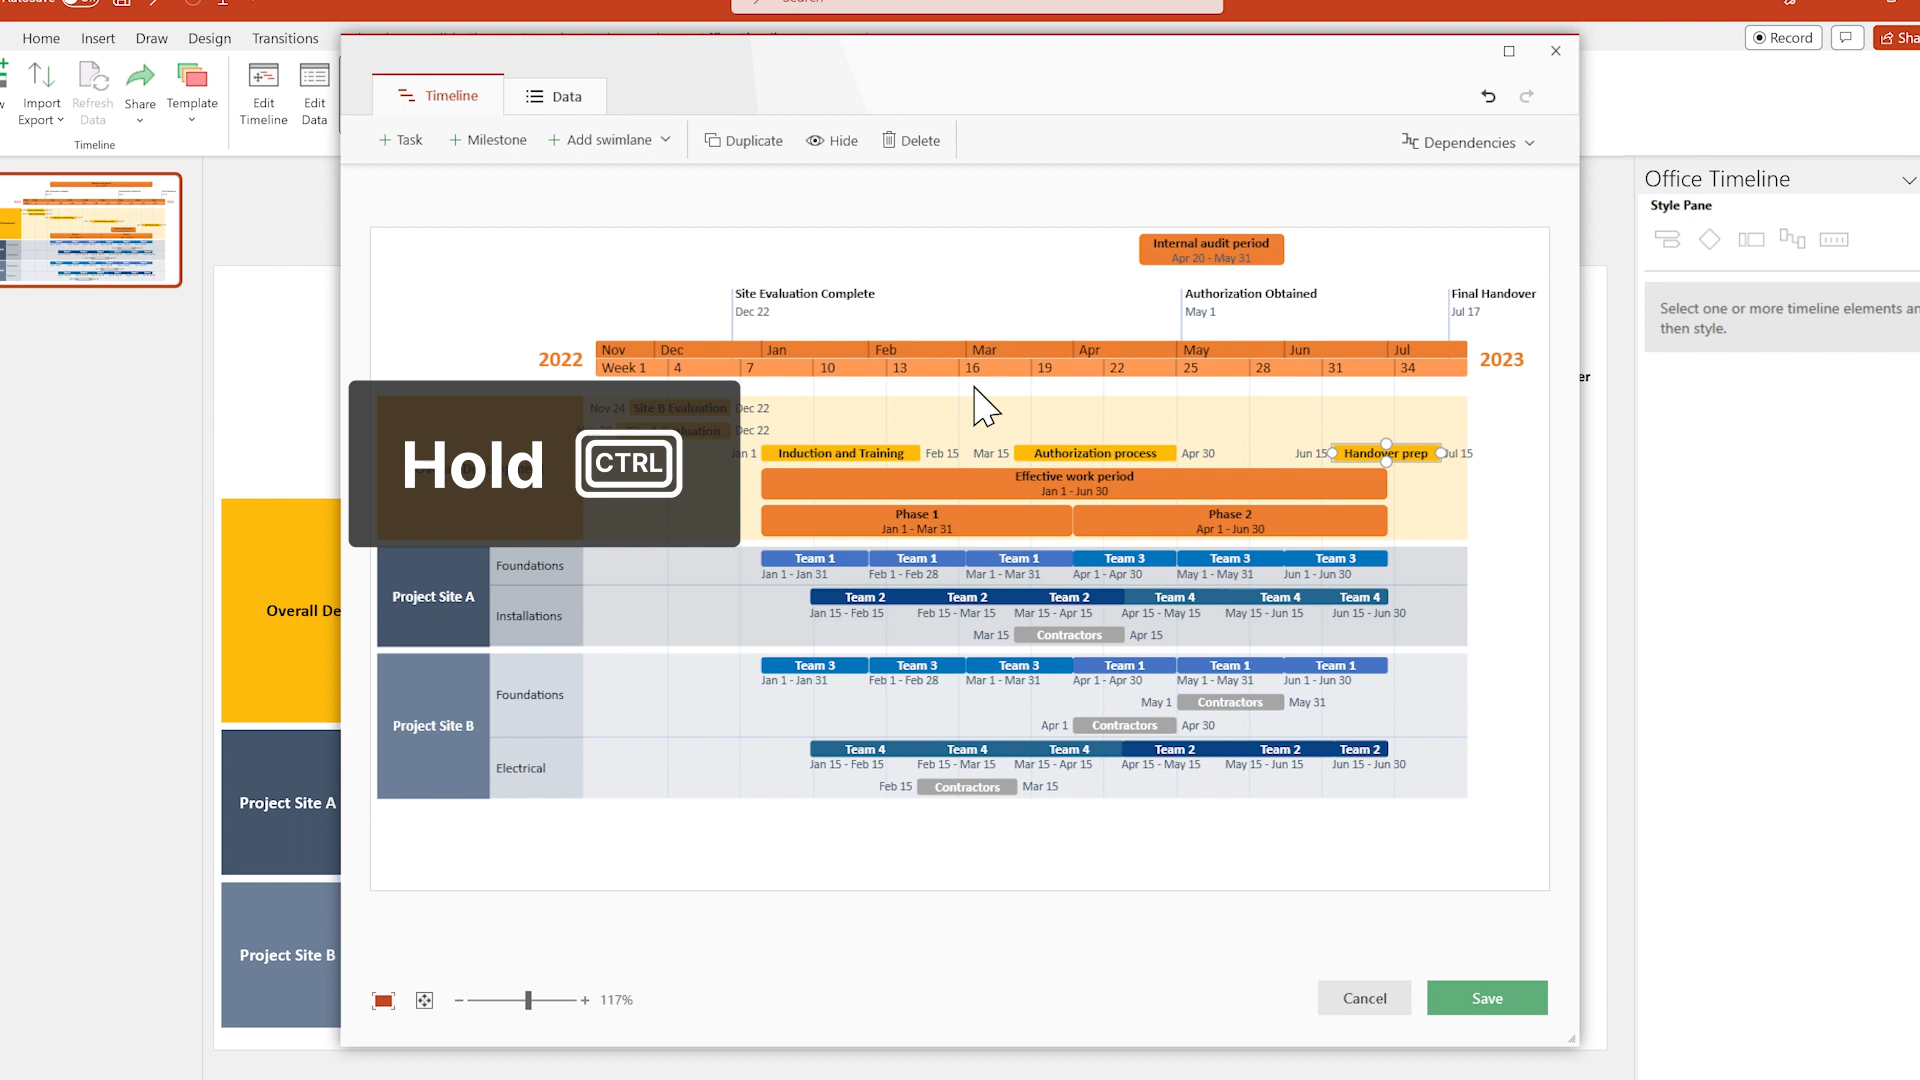 Home Insert Draw Design Transitions
Record
Import Export
Refresh Data
Share
Template
Edit Timeline
Edit Data
Timeline
Timeline Data
Task Milestone Add swimlane Duplicate Hide Delete Dependencies
Office Timeline
Style Pane
Select one or more timeline elements
then style.
Internal audit period
Apr 20 - May 31
Site Evaluation Complete
Dec 22
Authorization Obtained
May 1
Final Handover
Jul 17
2022 Nov Dec Jan Feb Mar Apr May Jun Jul 2023
Week 1 4 7 10 13 16 19 22 25 28 31 34
Nov 24 Site B Evaluation Dec 22
Dec 22
Jan 1 Induction and Training Feb 15 Mar 15 Authorization process Apr 30 Jun 15 Handover prep Jul 15
Hold CTRL
Effective work period
Jan 1 - Jun 30
Phase 1 Phase 2
Jan 1 - Mar 31 Apr 1 - Jun 30
Project Site A
Foundations
Team 1 Team 1 Team 1 Team 3 Team 3 Team 3
Jan 1 - Jan 31 Feb 1 - Feb 28 Mar 1 - Mar 31 Apr 1 - Apr 30 May 1 - May 31 Jun 1 - Jun 30
Installations
Team 2 Team 2 Team 2 Team 4 Team 4 Team 4
Jan 15 - Feb 15 Feb 15 - Mar 15 Mar 15 - Apr 15 Apr 15 - May 15 May 15 - Jun 15 Jun 15 - Jun 30
Mar 15 Contractors Apr 15
Project Site B
Foundations
Team 3 Team 3 Team 3 Team 1 Team 1 Team 1
Jan 1 - Jan 31 Feb 1 - Feb 28 Mar 1 - Mar 31 Apr 1 - Apr 30 May 1 - May 31 Jun 1 - Jun 30
May 1 Contractors May 31
Apr 1 Contractors Apr 30
Electrical
Team 4 Team 4 Team 4 Team 2 Team 2 Team 2
Jan 15 - Feb 15 Feb 15 - Mar 15 Mar 15 - Apr 15 Apr 15 - May 15 May 15 - Jun 15 Jun 15 - Jun 30
Feb 15 Contractors Mar 15
Overall
Project Site A
Project Site B
117%
Cancel Save